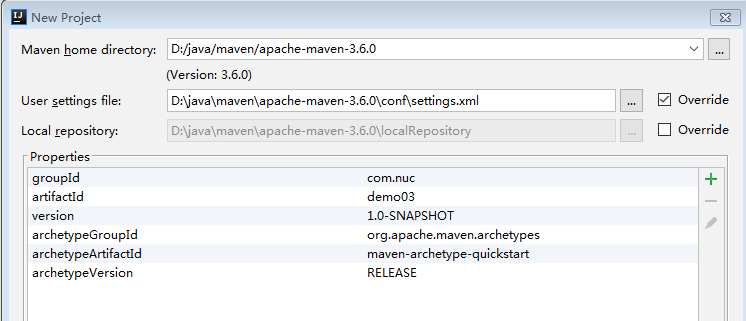 New Project
Maven home directory: D:/java/maven/apache-maven-3.6.0 ...
(Version: 3.6.0)
User settings file: D:\java\maven\apache-maven-3.6.0\conf\settings.xml ... Override
Local repository: D:\java\maven\apache-maven-3.6.0\localRepository ... Override
Properties
groupId com.nuc
artifactId demo03
version 1.0-SNAPSHOT
archetypeGroupId org.apache.maven.archetypes
archetypeArtifactId maven-archetype-quickstart
archetypeVersion RELEASE